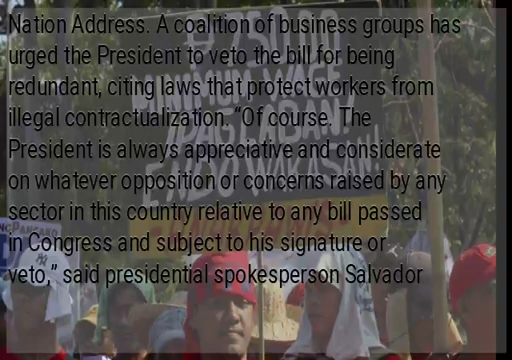 Nation Address. A coalition of business groups has
urged the President to veto the bill for being
redundant, citing laws that protect workers from
illegal contractualization. “Of course. The
President is always appreciative and considerate
on whatever opposition or concerns raised by any
sector in this country relative to any bill passed
in Congress and subject to his signature or
veto,” said presidential spokesperson Salvador
MINIMUM WAGE
IPAGLABAN!